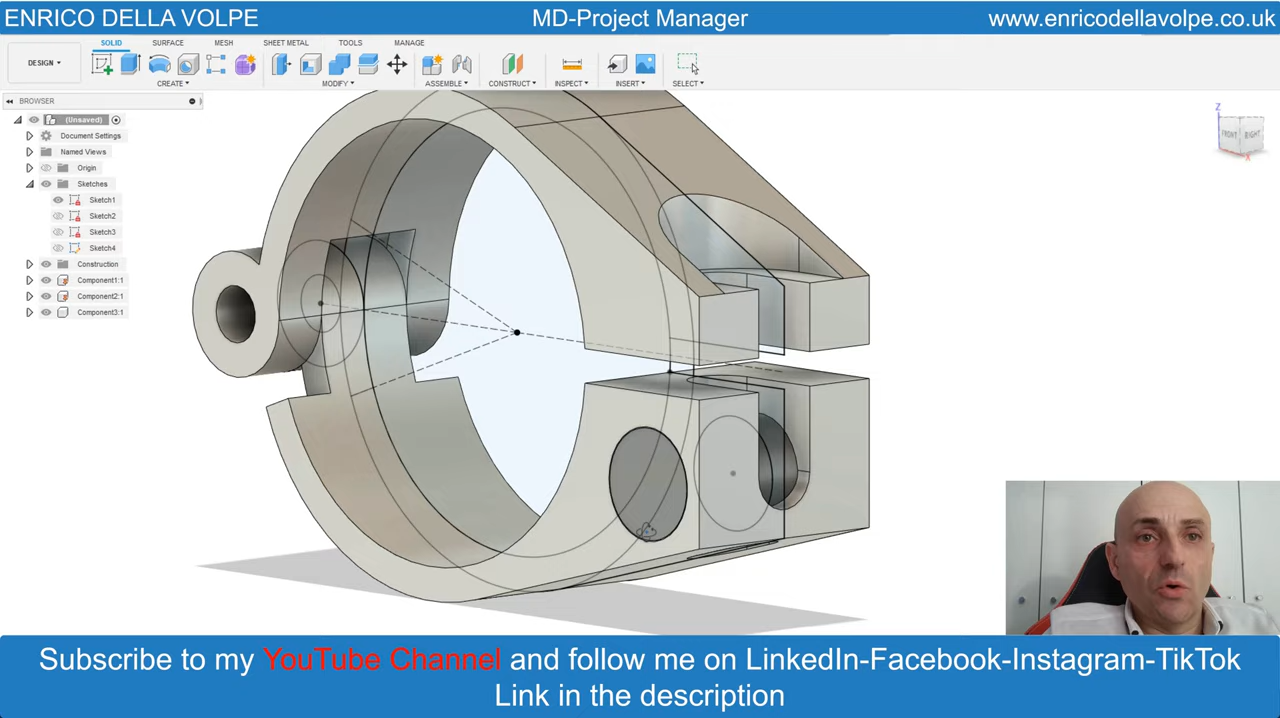 ENRICO DELLA VOLPE
MD-Project Manager
www.enricodellavolpe.co.uk
SOLID
SURFACE
MESH
SHEET METAL
TOOLS
MANAGE
DESIGN
CREATE
MODIFY
ASSEMBLE
CONSTRUCT
INSPECT
INSERT
SELECT
BROWSER
(Unsaved)
Document Settings
Named Views
Origin
Sketches
Sketch1
Sketch2
Sketch3
Sketch4
Construction
Component1:1
Component2:1
Component3:1
Z
FRONT
RIGHT
X
Subscribe to my YouTube Channel and follow me on LinkedIn-Facebook-Instagram-TikTok
Link in the description